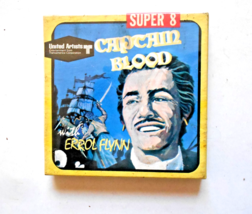 SUPER 8
United Artists
CAPTAIN
BLOOD
with
ERROL FLYNN